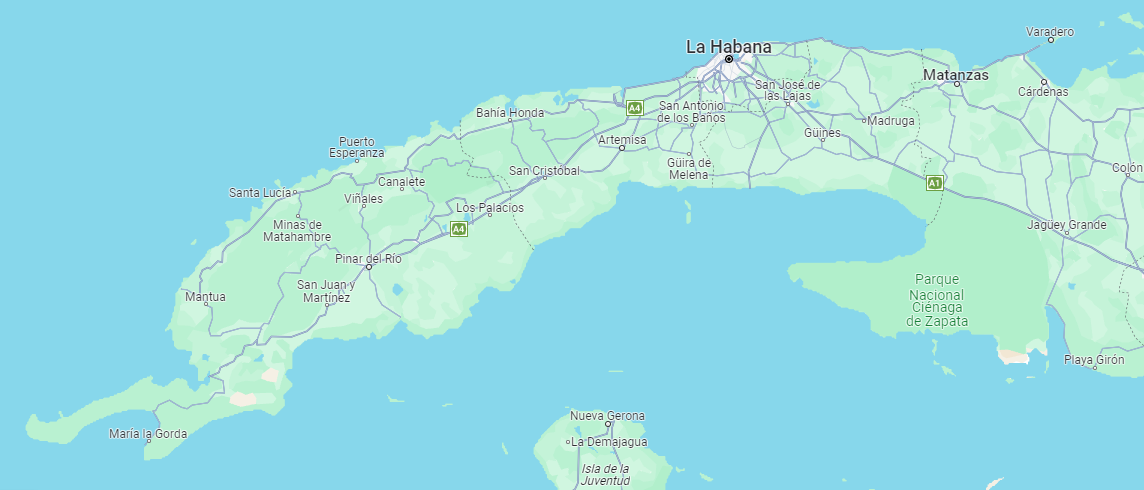 Varadero
La Habana
Matanzas
San José de
las Lajas
Cárdenas
A4
San Antonio
de los Baños
Bahía Honda
Madruga
Güines
Artemisa
Puerto
Esperanza
Güira de
Melena
San Cristóbal
Colón
Canalete
A1
Santa Lucía
Viñales
Los Palacios
Minas de
Matahambre
A4
Jagüey Grande
Pinar del Río
Parque
Nacional
Ciénaga
de Zapata
San Juan y
Martínez
Mantua
Playa Girón
Nueva Gerona
María la Gorda
La Demajagua
Isla de la
Juventud